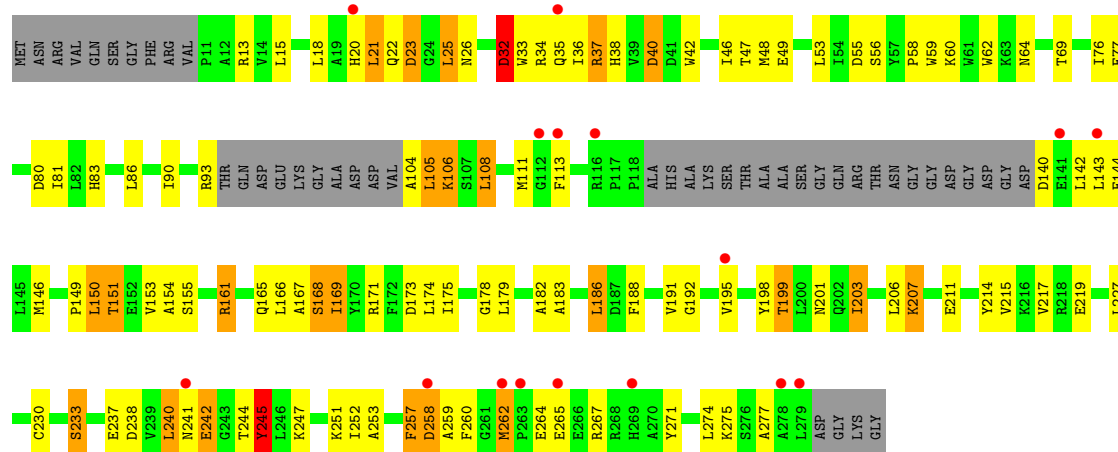 MET ASN ARG VAL GLN SER GLY PHE ARG VAL P11 A12 R13 V14 L15 L18 A19 H20 L21 Q22 D23 G24 L25 N26 D32 W33 R34 Q35 I36 R37 H38 V39 D40 D41 W42 I46 T47 M48 E49 L53 I54 D55 S56 Y57 P58 W59 K60 W61 W62 K63 N64 T69 I76 E77
D80 I81 L82 H83 L86 I90 R93 THR GLN ASP GLU LYS GLY ALA ASP ASP VAL A104 L105 K106 S107 L108 M111 G112 F113 R116 P117 P118 ALA HIS ALA LYS SER THR ALA ALA SER GLY GLN ARG THR ASN GLY GLY ASP GLY ASP GLY ASP D140 E141 L142 L143 E144
L145 M146 P149 L150 T151 E152 V153 A154 S155 R161 Q165 L166 A167 S168 I169 Y170 R171 F172 D173 L174 I175 G178 L179 A182 A183 L186 D187 F188 V191 G192 V195 Y198 T199 L200 N201 Q202 I203 L206 K207 E211 Y214 V215 K216 V217 R218 E219 L227
C230 S233 E237 D238 V239 L240 N241 E242 G243 T244 Y245 L246 K247 K251 I252 A253 F257 D258 A259 F260 G261 M262 P263 E264 E265 E266 R267 R268 H269 A270 Y271 L274 K275 S276 A277 A278 L279 ASP GLY LYS GLY